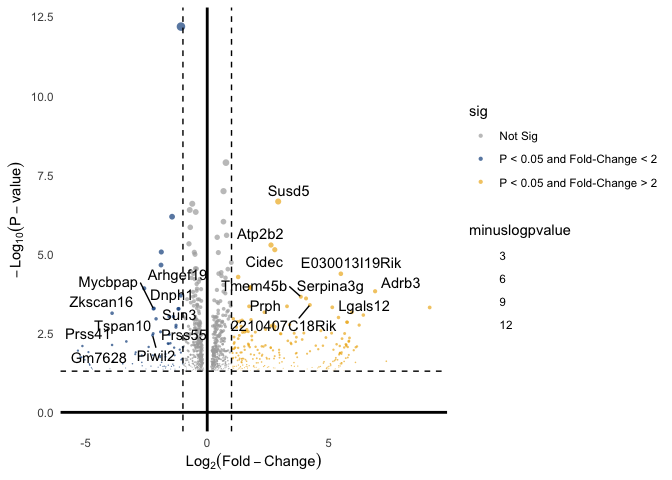 12.5
10.0
7.5
5.0
2.5
0.0
-5
0
5
−Log10(P − value)
Log2(Fold − Change)
Susd5
Atp2b2
Cidec
E030013I19Rik
Arhgef19
Mycbpap
Tmem45b
Serpina3g
Adrb3
Dnph1
Zkscan16
Prph
Lgals12
Sun3
Tspan10
2210407C18Rik
Prss41
Prss55
Gm7628
Piwil2
sig
Not Sig
P < 0.05 and Fold-Change < 2
P < 0.05 and Fold-Change > 2
minuslogpvalue
3
6
9
12